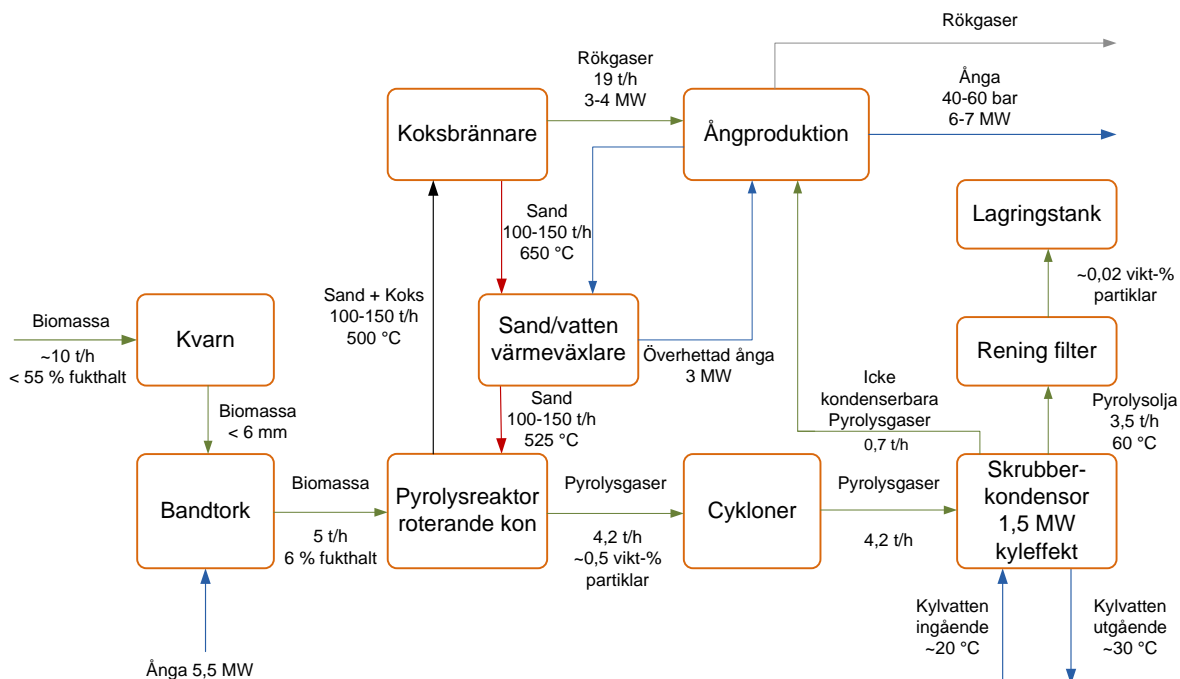 Rökgaser
Rökgaser
19 t/h
3-4 MW
Ånga
40-60 bar
6-7 MW
Koksbrännare
Ångproduktion
Sand
100-150 t/h
650 °C
Lagringstank
~0,02 vikt-%
partiklar
Sand + Koks
100-150 t/h
500 °C
Biomassa
~10 t/h
< 55 % fukthalt
Kvarn
Sand/vatten
värmeväxlare
Överhettad ånga
3 MW
Rening filter
Icke
kondenserbara
Pyrolysgaser
0,7 t/h
Pyrolysolja
3,5 t/h
60 °C
Biomassa
< 6 mm
Sand
100-150 t/h
525 °C
Bandtork
Biomassa
5 t/h
6 % fukthalt
Pyrolysreaktor
roterande kon
Pyrolysgaser
4,2 t/h
~0,5 vikt-%
partiklar
Cykloner
Pyrolysgaser
4,2 t/h
Skrubber-
kondensor
1,5 MW
kyleffekt
Ånga 5,5 MW
Kylvatten
ingående
~20 °C
Kylvatten
utgående
~30 °C